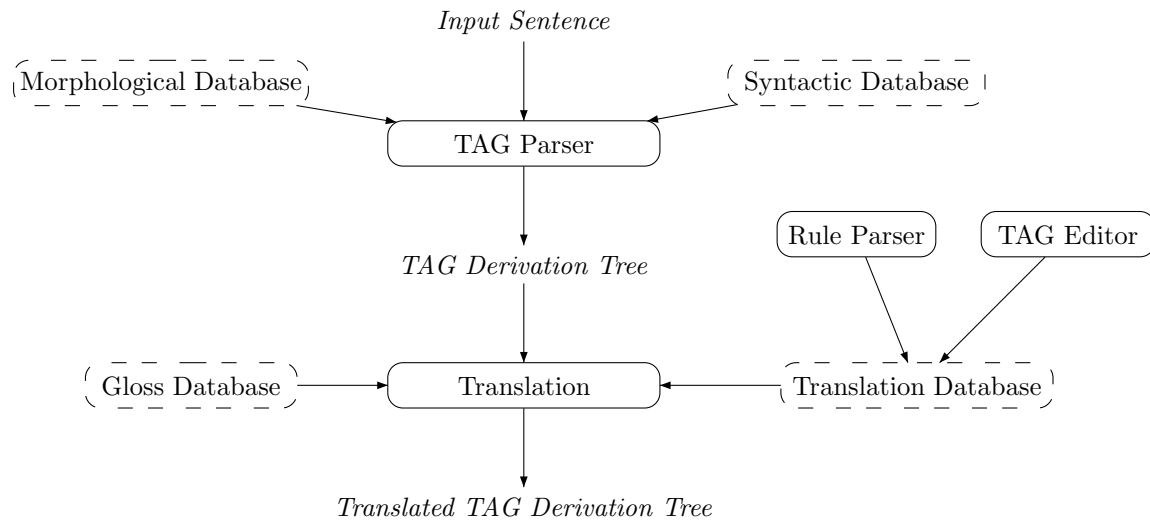 Input Sentence
Morphological Database
Syntactic Database
TAG Parser
Rule Parser
TAG Editor
TAG Derivation Tree
Gloss Database
Translation
Translation Database
Translated TAG Derivation Tree